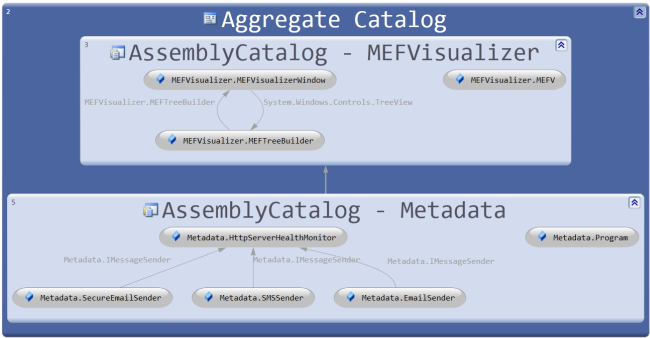 2
Aggregate Catalog
3
AssemblyCatalog - MEFVisualizer
MEFVisualizer.MEFVisualizerWindow
MEFVisualizer.MEFV
MEFVisualizer.MEFTreeBuilder
System.Windows.Controls.TreeView
MEFVisualizer.MEFTreeBuilder
5
AssemblyCatalog - Metadata
Metadata.HttpServerHealthMonitor
Metadata.Program
Metadata.IMessageSender
Metadata.IMessageSender
Metadata.IMessageSender
Metadata.SecureEmailSender
Metadata.SMSSender
Metadata.EmailSender